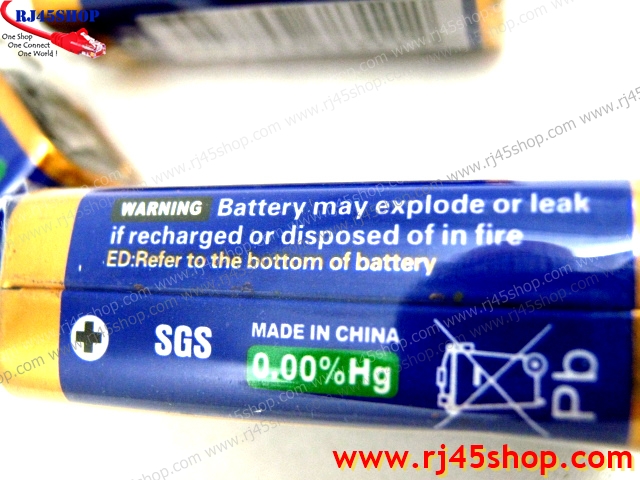 RJ45SHOP
One Shop
One Connect
One World !
WARNING Battery may explode or leak
if recharged or disposed of in fire
ED:Refer to the bottom of battery
SGS
MADE IN CHINA
0.00%Hg
Pb
www.rj45shop.com